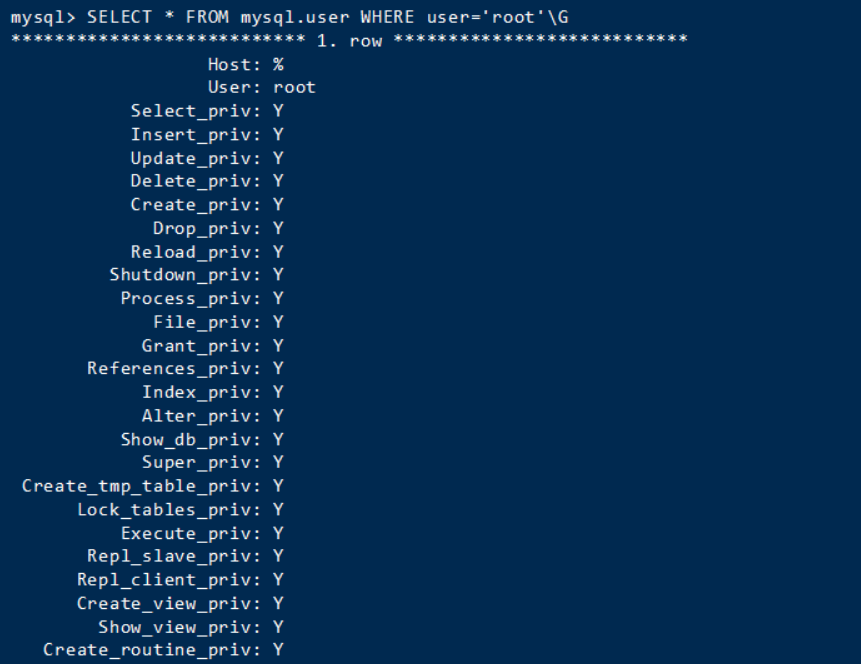 mysql> SELECT * FROM mysql.user WHERE user='root'\G
*************************** 1. row ***************************
Host: %
User: root
Select_priv: Y
Insert_priv: Y
Update_priv: Y
Delete_priv: Y
Create_priv: Y
Drop_priv: Y
Reload_priv: Y
Shutdown_priv: Y
Process_priv: Y
File_priv: Y
Grant_priv: Y
References_priv: Y
Index_priv: Y
Alter_priv: Y
Show_db_priv: Y
Super_priv: Y
Create_tmp_table_priv: Y
Lock_tables_priv: Y
Execute_priv: Y
Repl_slave_priv: Y
Repl_client_priv: Y
Create_view_priv: Y
Show_view_priv: Y
Create_routine_priv: Y